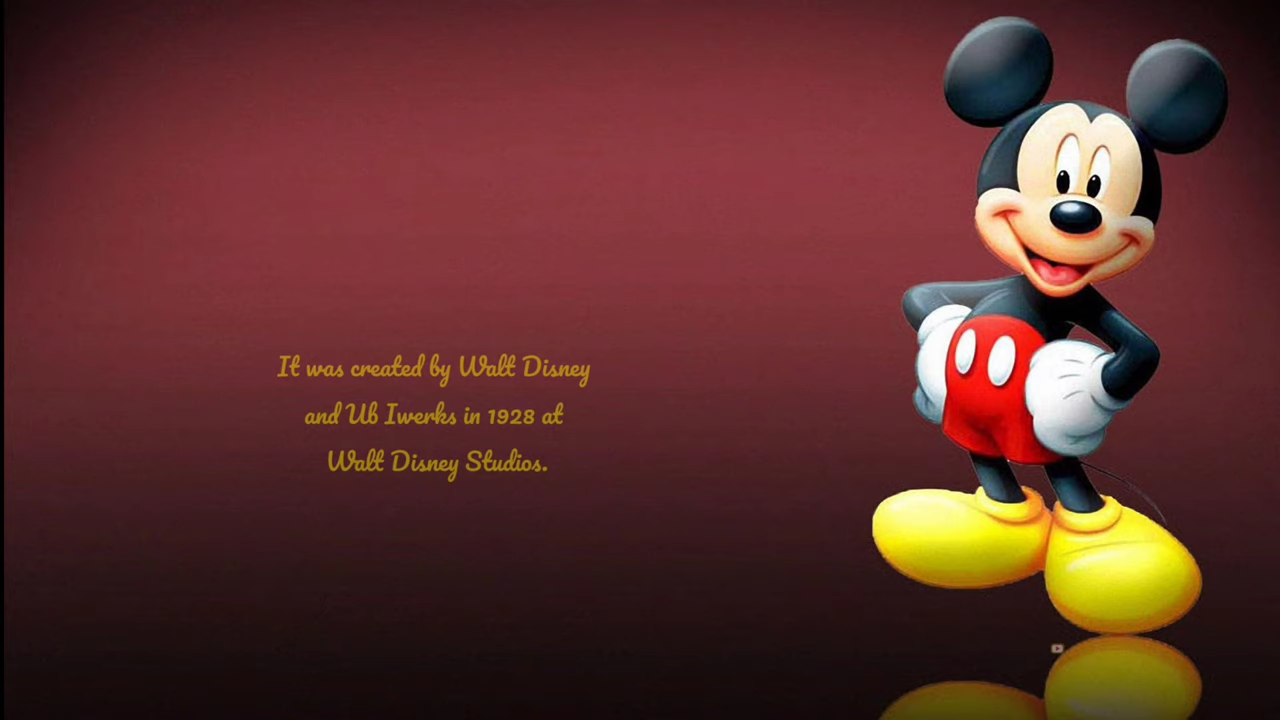 It was created by Walt Disney
and Ub Iwerks in 1928 at
Walt Disney Studios.